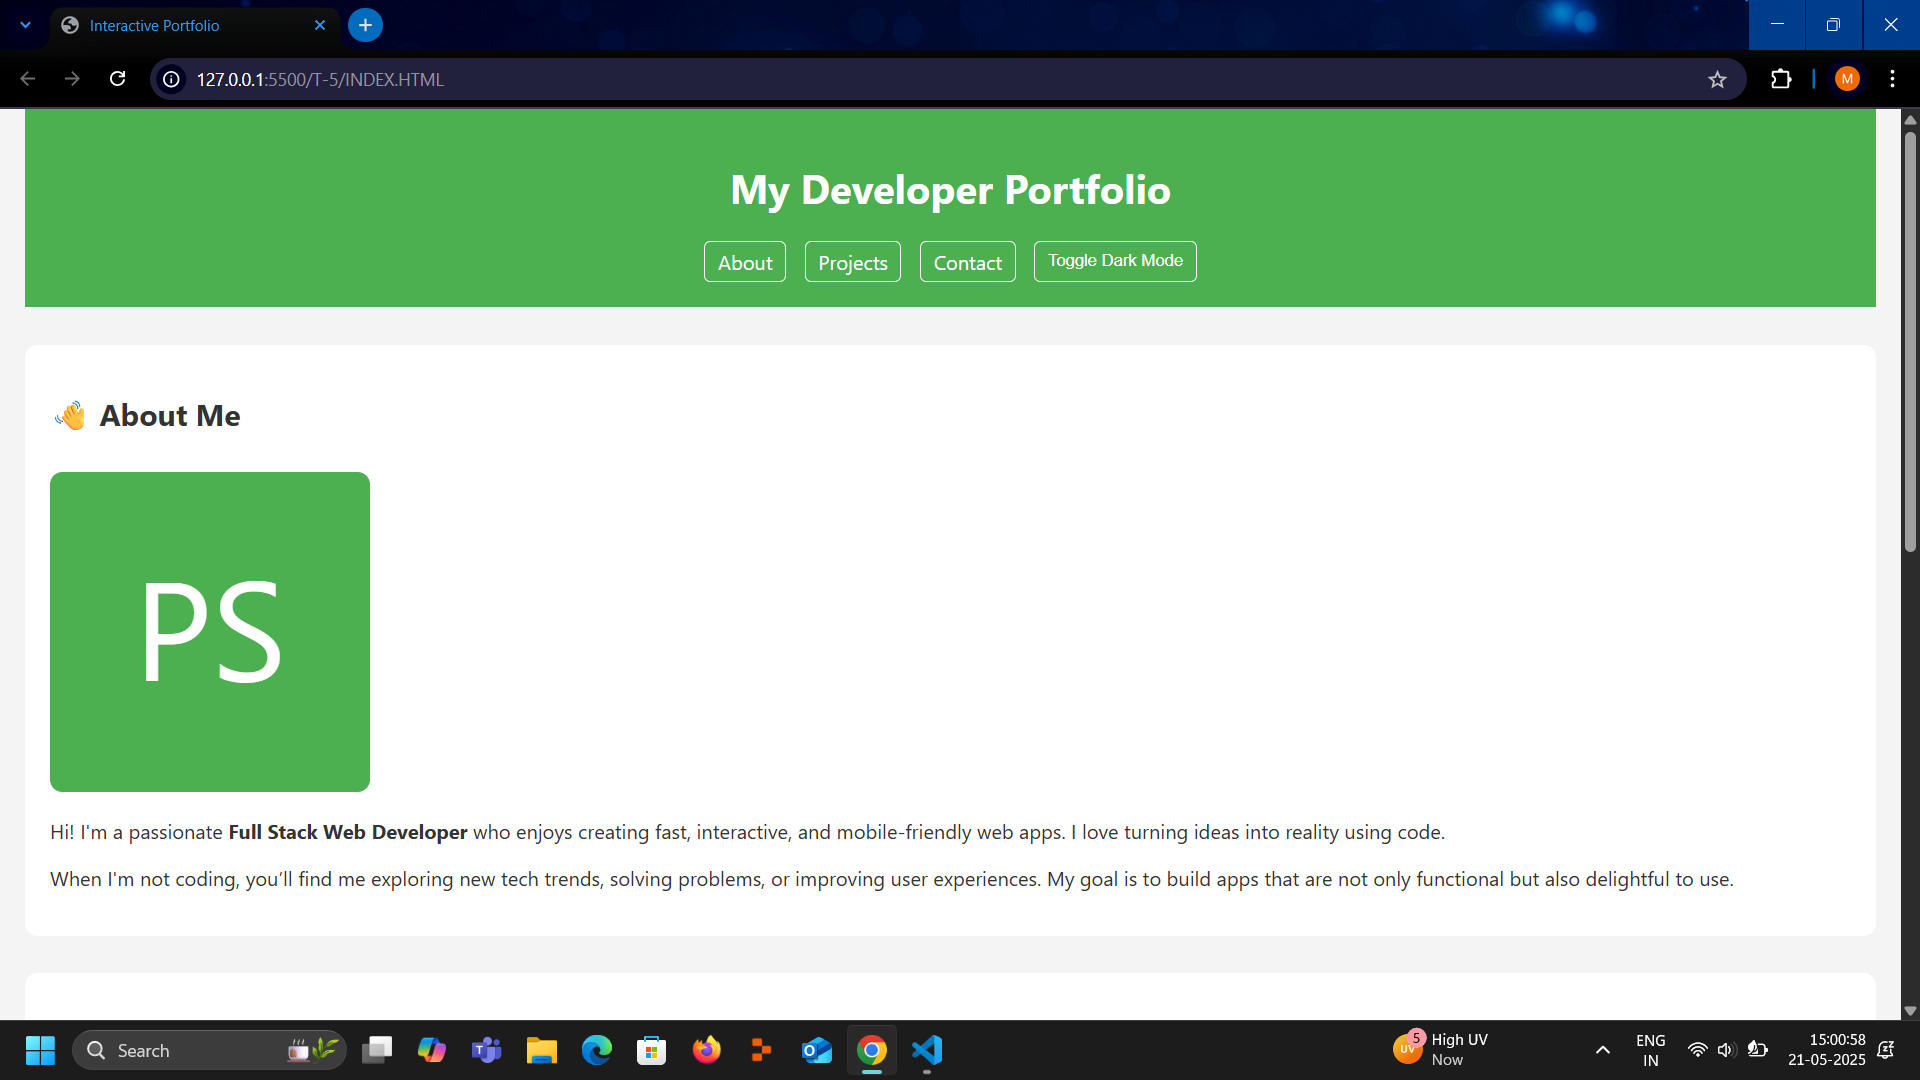 Interactive Portfolio
127.0.0.1:5500/T-5/INDEX.HTML
M
My Developer Portfolio
About Projects Contact Toggle Dark Mode
👋 About Me
PS
Hi! I'm a passionate Full Stack Web Developer who enjoys creating fast, interactive, and mobile-friendly web apps. I love turning ideas into reality using code.
When I'm not coding, you’ll find me exploring new tech trends, solving problems, or improving user experiences. My goal is to build apps that are not only functional but also delightful to use.
Search
UV
5
High UV
Now
ENG
IN
15:00:58
21-05-2025